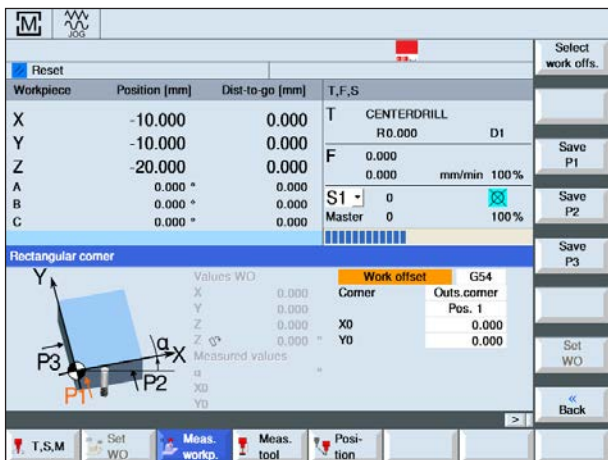 M JOG
Select
work offs.
Reset
Workpiece Position [mm] Dist-to-go [mm] T,F,S
X -10.000 0.000
Y -10.000 0.000
Z -20.000 0.000
A 0.000 ° 0.000
B 0.000 ° 0.000
C 0.000 ° 0.000
T CENTERDRILL
R0.000 D1
F 0.000
0.000 mm/min 100%
S1 0
Master 0 100%
Save
P1
Save
P2
Save
P3
Set
WO
«
Back
Rectangular corner
Y
α
X
P3
P1
P2
Values WO
X 0.000
Y 0.000
Z 0.000
Z 0.000 °
Measured values
α °
X0
Y0
Work offset G54
Corner Outs.corner
Pos. 1
X0 0.000
Y0 0.000
>
T,S,M
Set
WO
Meas.
workp.
Meas.
tool
Posi-
tion